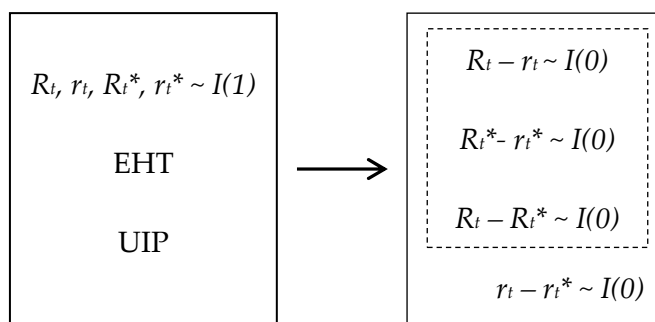 Rt, rt, Rt*, rt* ~ I(1)
EHT
UIP
Rt – rt ~ I(0)
Rt*- rt* ~ I(0)
Rt – Rt* ~ I(0)
rt – rt* ~ I(0)